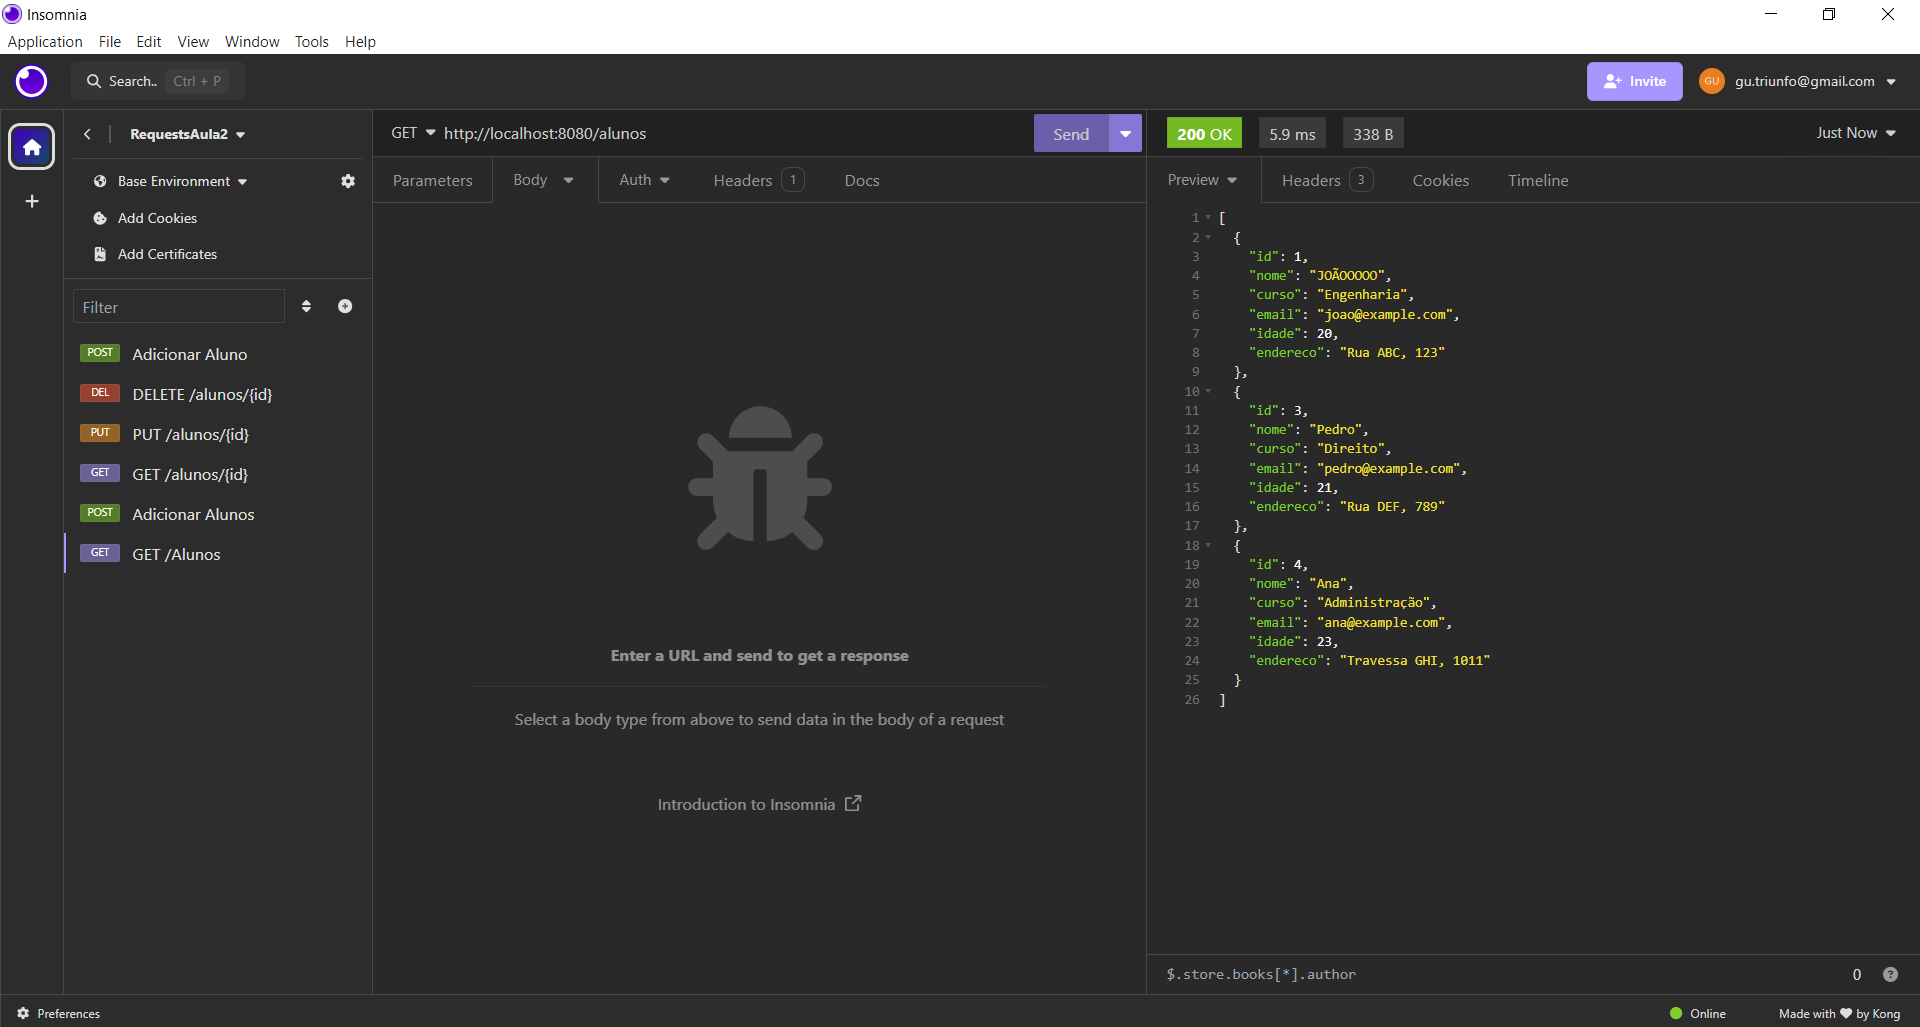 Insomnia
Application File Edit View Window Tools Help
Search.. Ctrl + P
Invite
GU gu.triunfo@gmail.com
RequestsAula2
Base Environment
Add Cookies
Add Certificates
Filter
POST Adicionar Aluno
DEL DELETE /alunos/{id}
PUT PUT /alunos/{id}
GET GET /alunos/{id}
POST Adicionar Alunos
GET GET /Alunos
GET http://localhost:8080/alunos Send
Parameters Body Auth Headers 1 Docs
Enter a URL and send to get a response
Select a body type from above to send data in the body of a request
Introduction to Insomnia
200 OK 5.9 ms 338 B Just Now
Preview Headers 3 Cookies Timeline
1 [
2 {
3 "id": 1,
4 "nome": "JOÃOOOOO",
5 "curso": "Engenharia",
6 "email": "joao@example.com",
7 "idade": 20,
8 "endereco": "Rua ABC, 123"
9 },
10 {
11 "id": 3,
12 "nome": "Pedro",
13 "curso": "Direito",
14 "email": "pedro@example.com",
15 "idade": 21,
16 "endereco": "Rua DEF, 789"
17 },
18 {
19 "id": 4,
20 "nome": "Ana",
21 "curso": "Administração",
22 "email": "ana@example.com",
23 "idade": 23,
24 "endereco": "Travessa GHI, 1011"
25 }
26 ]
$.store.books[*].author 0 ?
Preferences
Online Made with ❤ by Kong